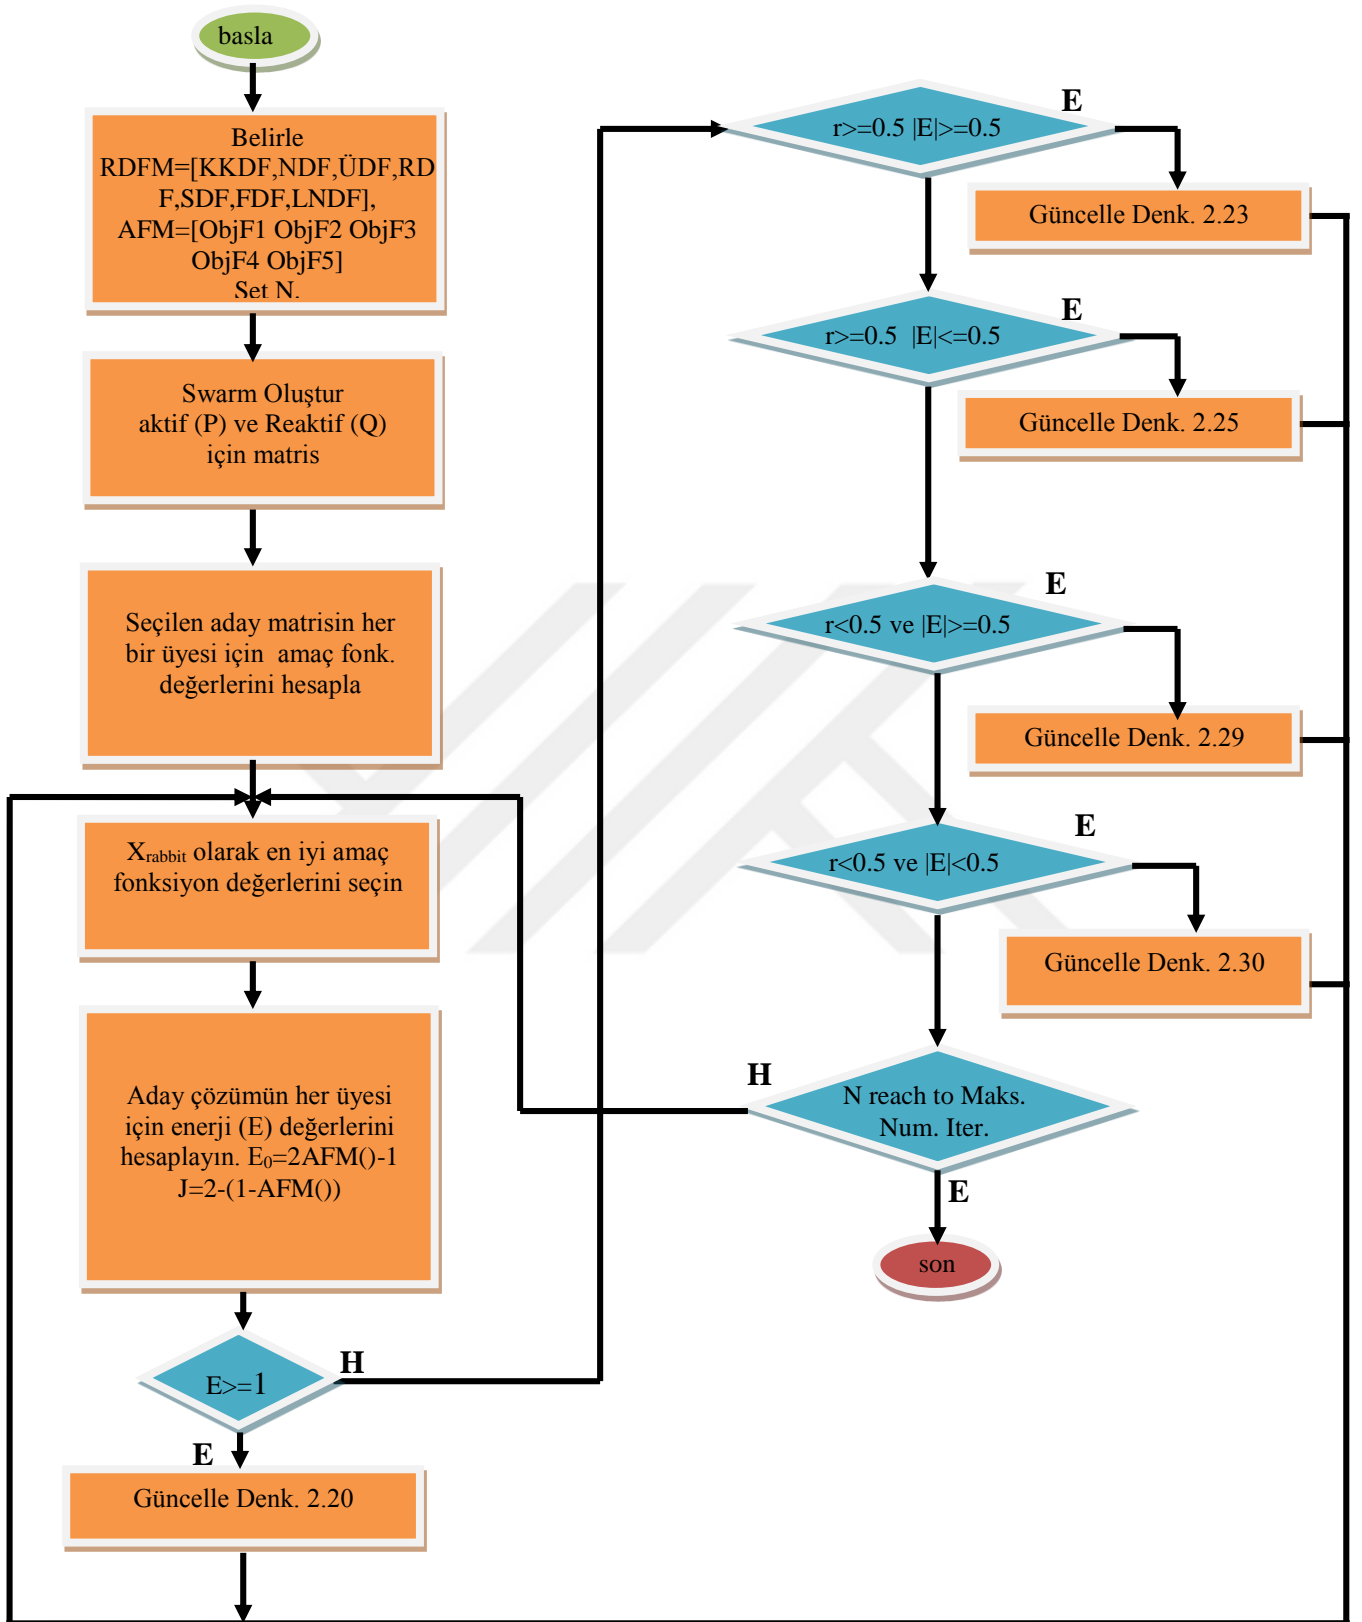 basla
Belirle
RDFM=[KKDF,NDF,ÜDF,RD
F,SDF,FDF,LNDF],
AFM=[ObjF1 ObjF2 ObjF3
ObjF4 ObjF5]
Set N.
Swarm Oluştur
aktif (P) ve Reaktif (Q)
için matris
Seçilen aday matrisin her
bir üyesi için amaç fonk.
değerlerini hesapla
Xrabbit olarak en iyi amaç
fonksiyon değerlerini seçin
Aday çözümün her üyesi
için enerji (E) değerlerini
hesaplayın. E0=2AFM()-1
J=2-(1-AFM())
E>=1
H
E
Güncelle Denk. 2.20
r>=0.5 |E|>=0.5
E
Güncelle Denk. 2.23
r>=0.5 |E|<=0.5
E
Güncelle Denk. 2.25
r<0.5 ve |E|>=0.5
E
Güncelle Denk. 2.29
r<0.5 ve |E|<0.5
E
Güncelle Denk. 2.30
H
N reach to Maks.
Num. Iter.
E
son